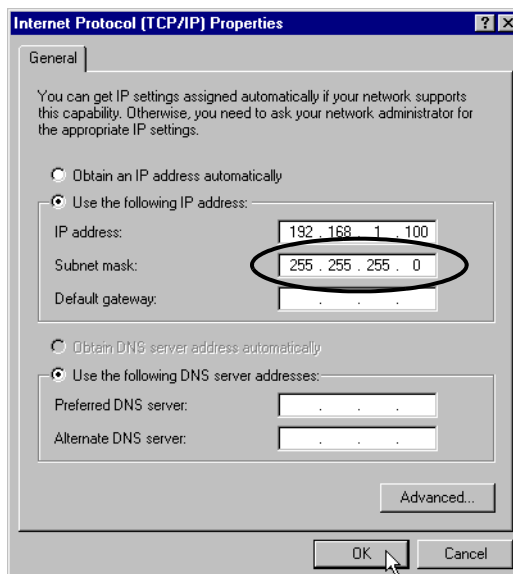 Internet Protocol (TCP/IP) Properties
General
You can get IP settings assigned automatically if your network supports
this capability. Otherwise, you need to ask your network administrator for
the appropriate IP settings.
Obtain an IP address automatically
Use the following IP address:
IP address: 192 . 168 . 1 . 100
Subnet mask: 255 . 255 . 255 . 0
Default gateway: . . .
Obtain DNS server address automatically
Use the following DNS server addresses:
Preferred DNS server: . . .
Alternate DNS server: . . .
Advanced...
OK Cancel